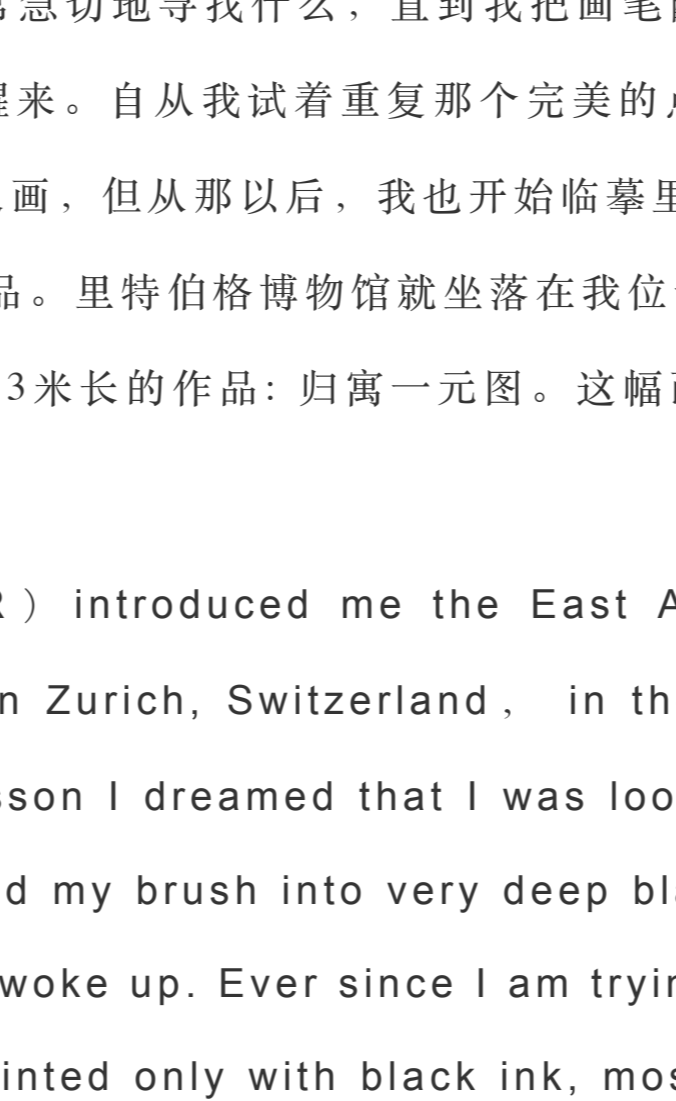 急切地寻找什么，直到我把画笔
醒来。自从我试着重复那个完美的
画，但从那以后，我也开始临摹里
品。里特伯格博物馆就坐落在我位
3米长的作品：归寓一元图。这幅
R） introduced me the East A
n Zurich, Switzerland， in th
sson I dreamed that I was loo
d my brush into very deep bla
woke up. Ever since I am tryin
inted only with black ink, mos